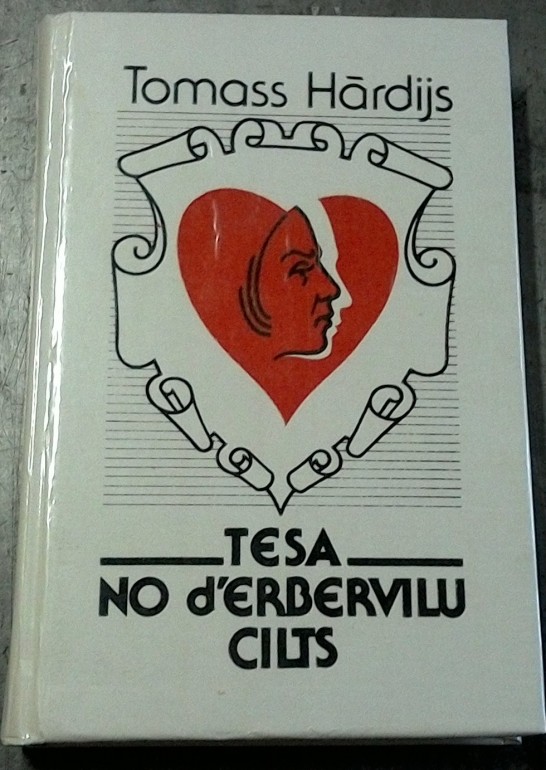 Tomass Hārdijs
TESA
NO d'ERBERVILU
CILTS